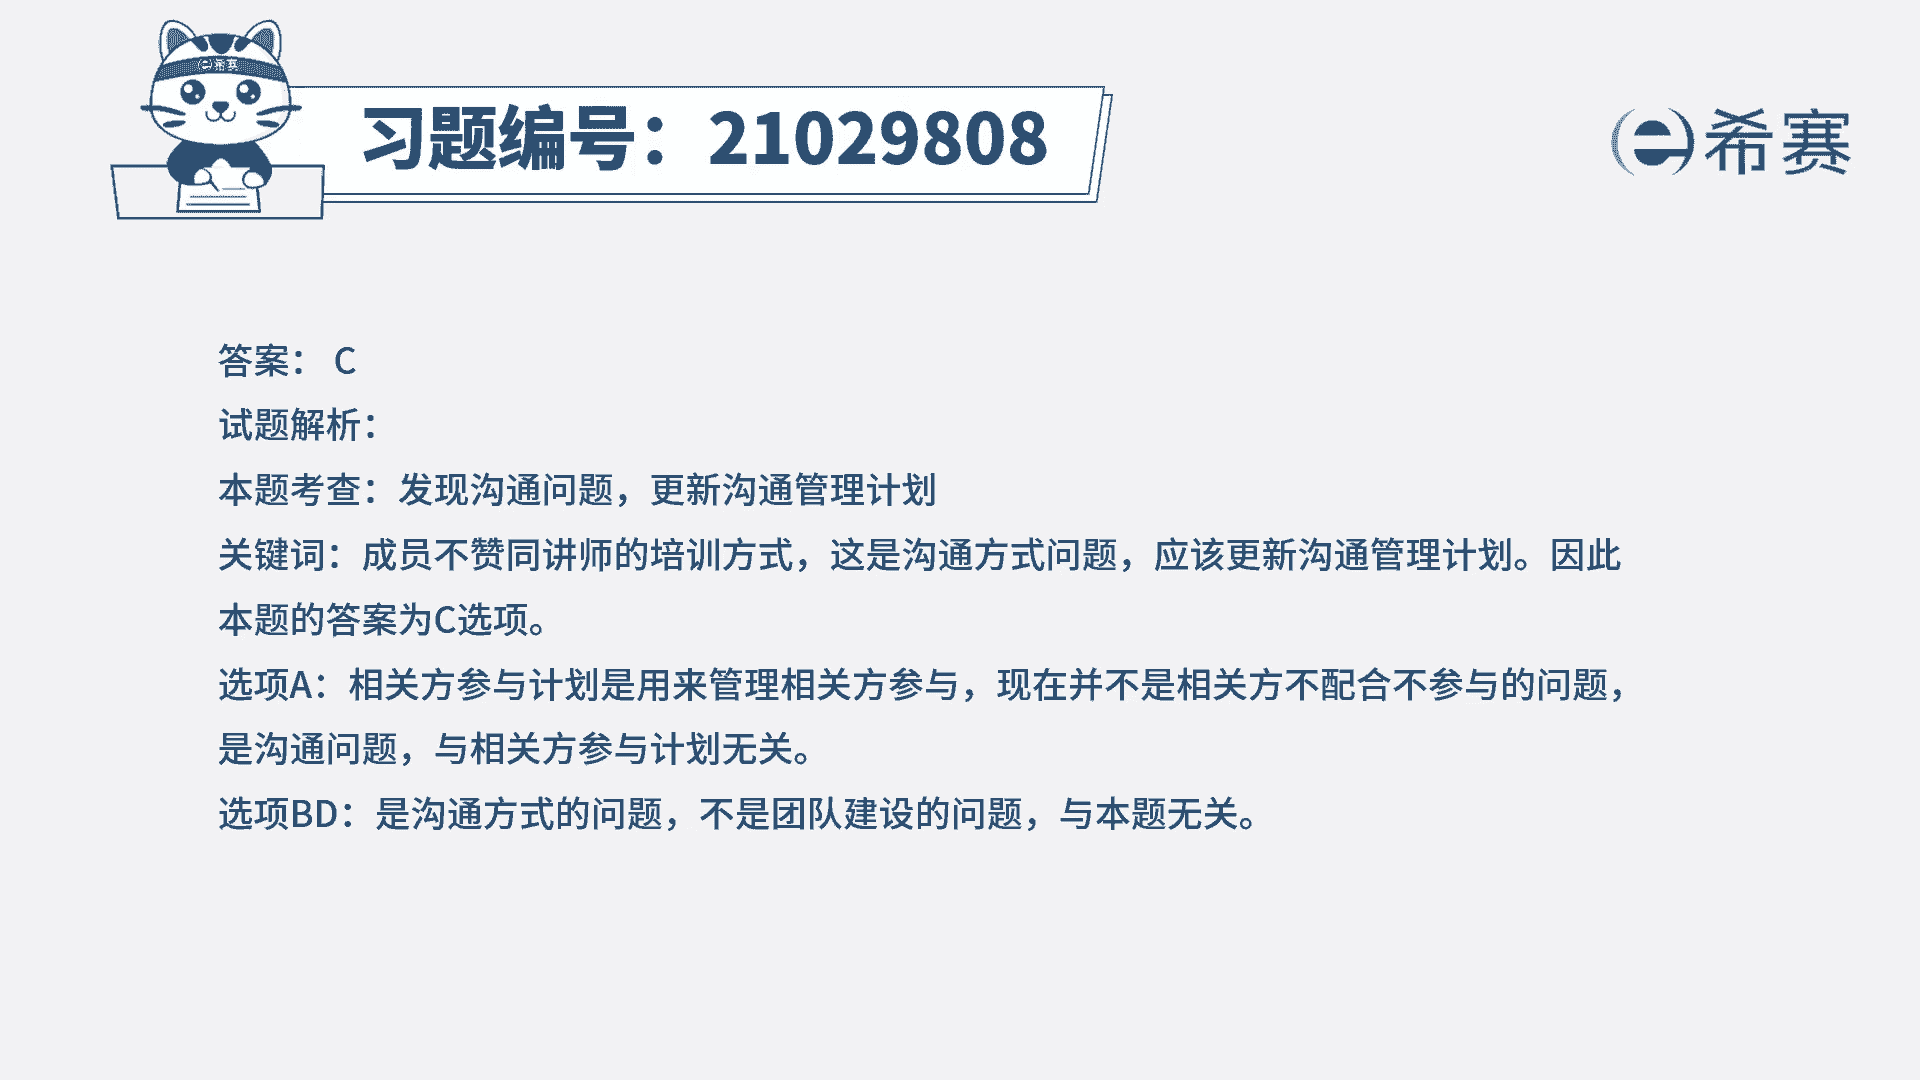 e希赛
习题编号：21029808
e希赛
答案： C
试题解析：
本题考查：发现沟通问题，更新沟通管理计划
关键词：成员不赞同讲师的培训方式，这是沟通方式问题，应该更新沟通管理计划。因此
本题的答案为C选项。
选项A：相关方参与计划是用来管理相关方参与，现在并不是相关方不配合不参与的问题，
是沟通问题，与相关方参与计划无关。
选项BD：是沟通方式的问题，不是团队建设的问题，与本题无关。